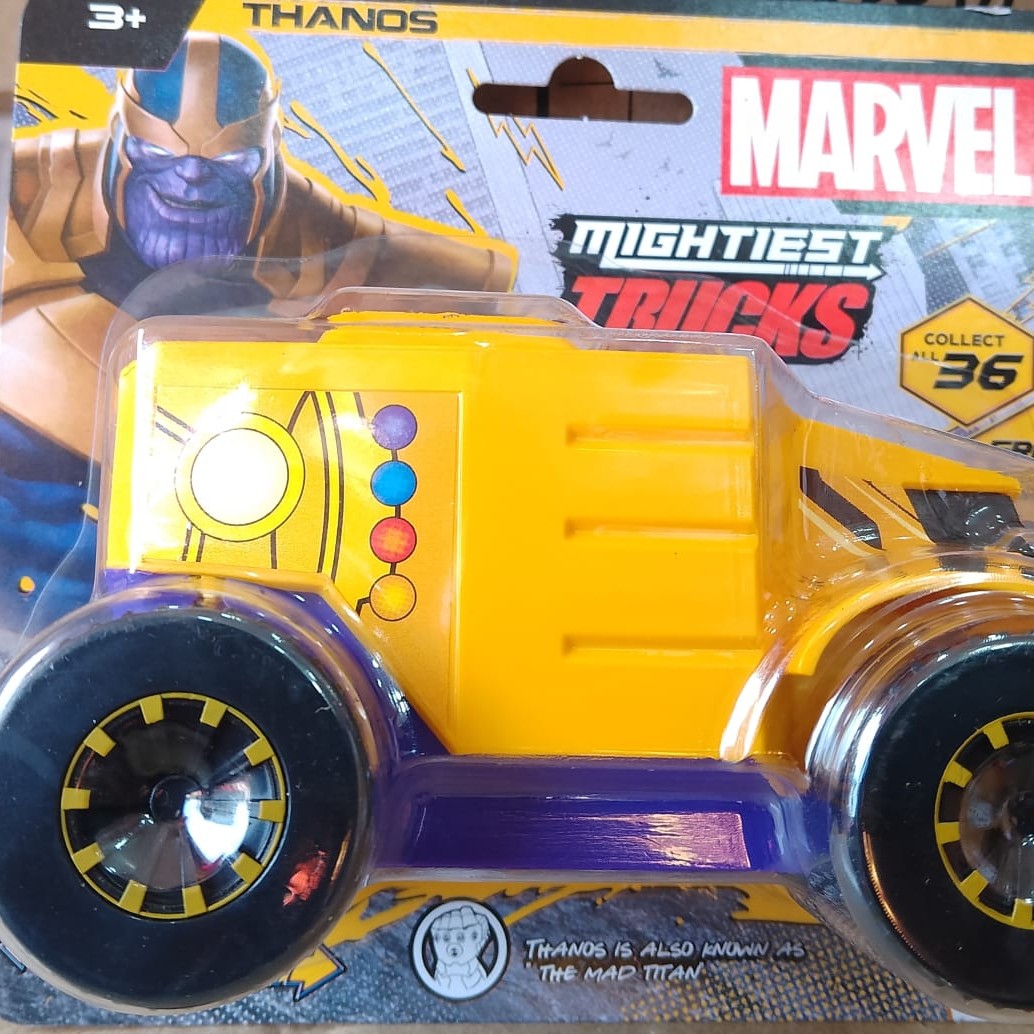 3+
THANOS
MARVEL
MIGHTIEST
TRUCKS
COLLECT
ALL 36
THANOS IS ALSO KNOWN AS
"THE MAD TITAN"